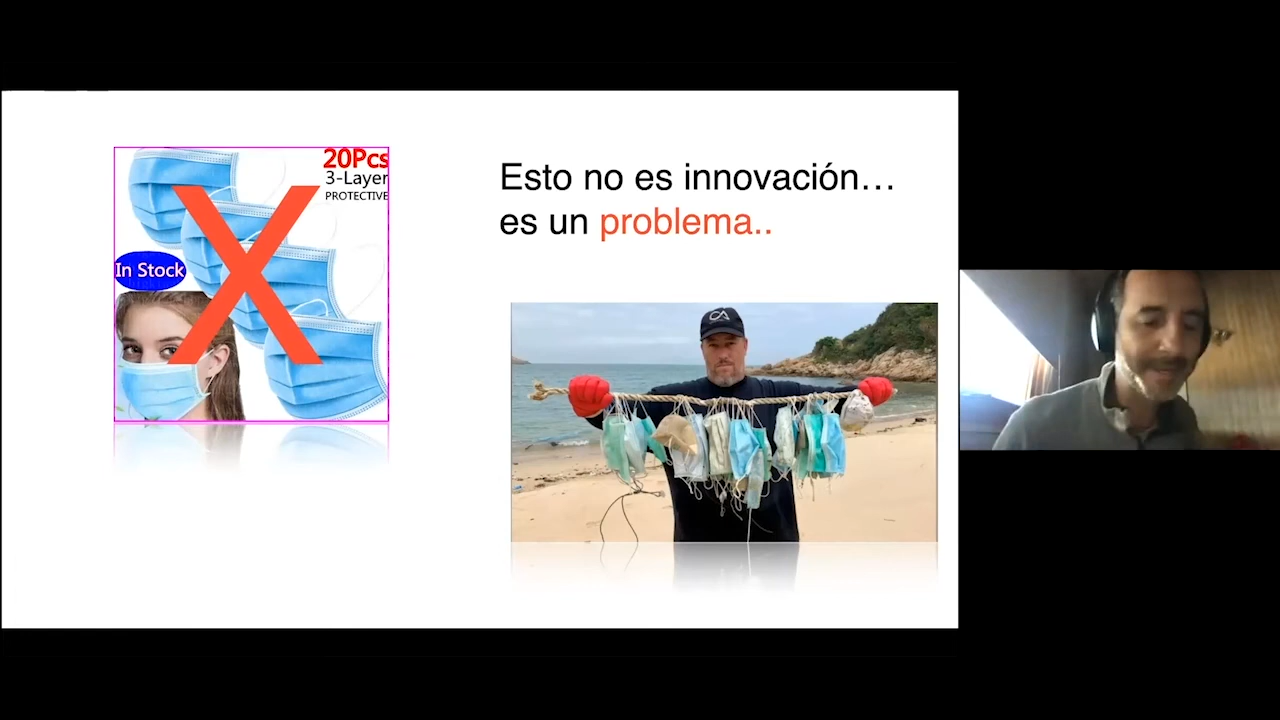 20Pcs
3-Layer
PROTECTIVE
In Stock
Esto no es innovación…
es un problema..